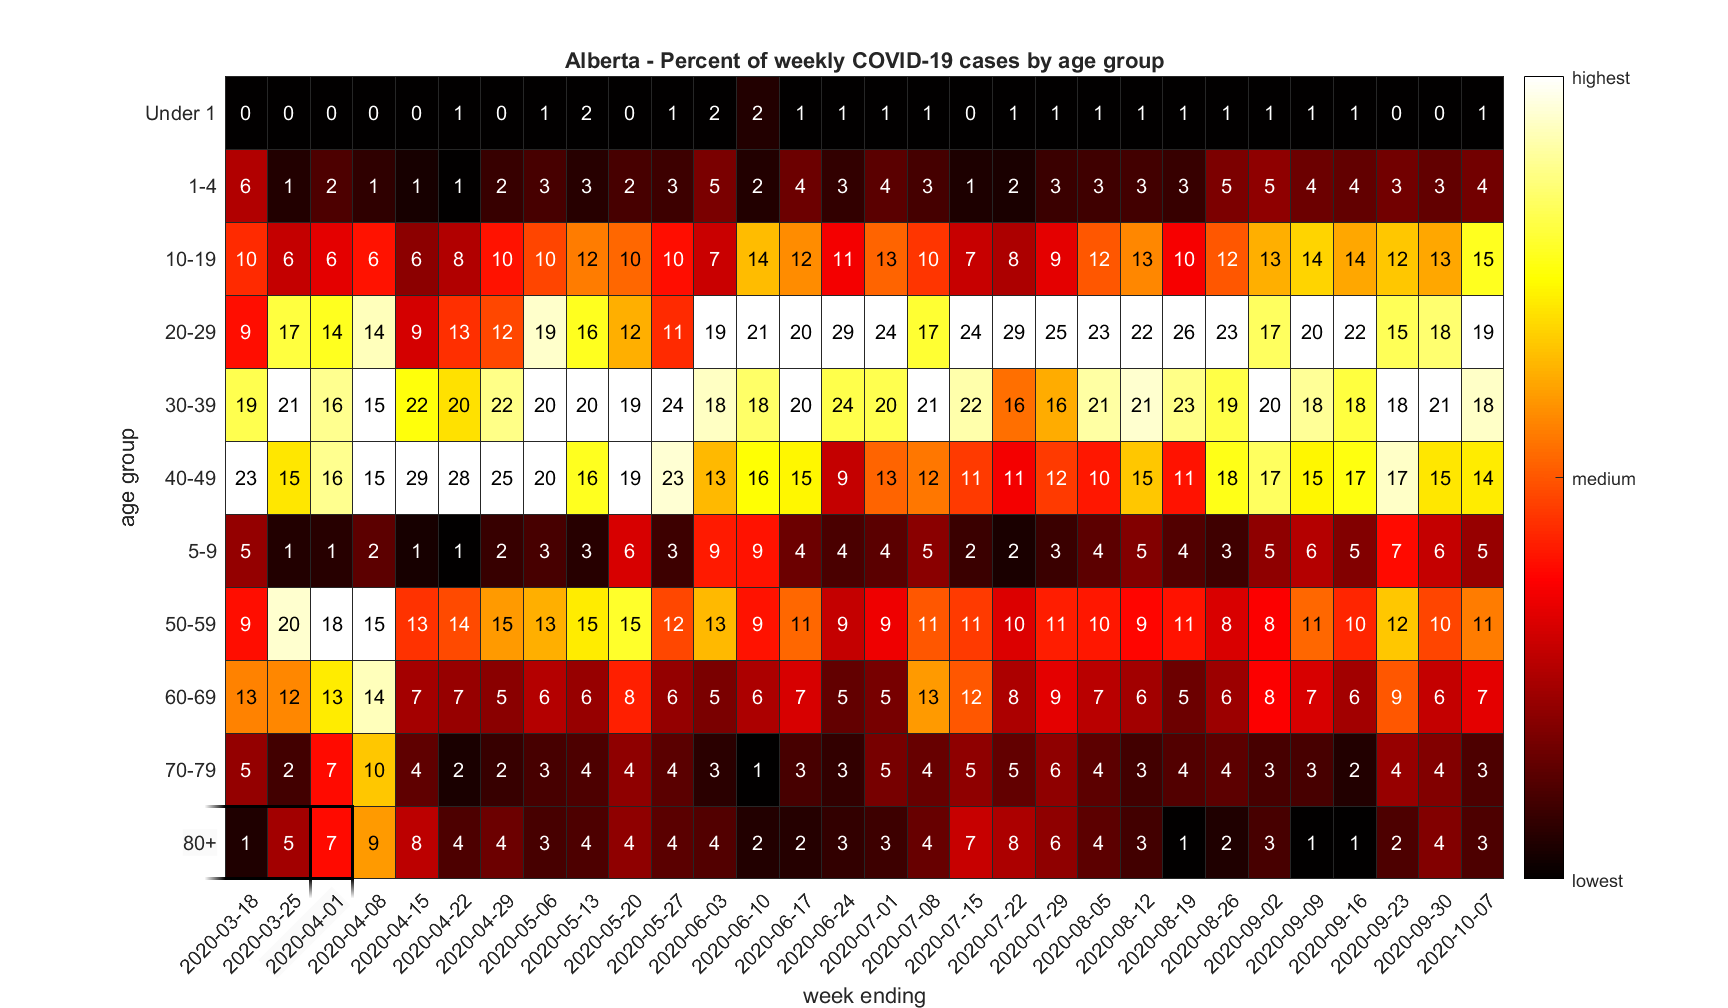 Alberta - Percent of weekly COVID-19 cases by age group
highest
Under 1 0 0 0 0 0 1 0 1 2 0 1 2 2 1 1 1 1 0 1 1 1 1 1 1 1 1 1 0 0 1
1-4 6 1 2 1 1 1 2 3 3 2 3 5 2 4 3 4 3 1 2 3 3 3 3 5 5 4 4 3 3 4
10-19 10 6 6 6 6 8 10 10 12 10 10 7 14 12 11 13 10 7 8 9 12 13 10 12 13 14 14 12 13 15
20-29 9 17 14 14 9 13 12 19 16 12 11 19 21 20 29 24 17 24 29 25 23 22 26 23 17 20 22 15 18 19
30-39 19 21 16 15 22 20 22 20 20 19 24 18 18 20 24 20 21 22 16 16 21 21 23 19 20 18 18 18 21 18
40-49 23 15 16 15 29 28 25 20 16 19 23 13 16 15 9 13 12 11 11 12 10 15 11 18 17 15 17 17 15 14
medium
age group
5-9 5 1 1 2 1 1 2 3 3 6 3 9 9 4 4 4 5 2 2 3 4 5 4 3 5 6 5 7 6 5
50-59 9 20 18 15 13 14 15 13 15 15 12 13 9 11 9 9 11 11 10 11 10 9 11 8 8 11 10 12 10 11
60-69 13 12 13 14 7 7 5 6 6 8 6 5 6 7 5 5 13 12 8 9 7 6 5 6 8 7 6 9 6 7
70-79 5 2 7 10 4 2 2 3 4 4 4 3 1 3 3 5 4 5 5 6 4 3 4 4 3 3 2 4 4 3
80+ 1 5 7 9 8 4 4 3 4 4 4 4 2 2 3 3 4 7 8 6 4 3 1 2 3 1 1 2 4 3
lowest
2020-03-18 2020-03-25 2020-04-01 2020-04-08 2020-04-15 2020-04-22 2020-04-29 2020-05-06 2020-05-13 2020-05-20 2020-05-27 2020-06-03 2020-06-10 2020-06-17 2020-06-24 2020-07-01 2020-07-08 2020-07-15 2020-07-22 2020-07-29 2020-08-05 2020-08-12 2020-08-19 2020-08-26 2020-09-02 2020-09-09 2020-09-16 2020-09-23 2020-09-30 2020-10-07
week ending